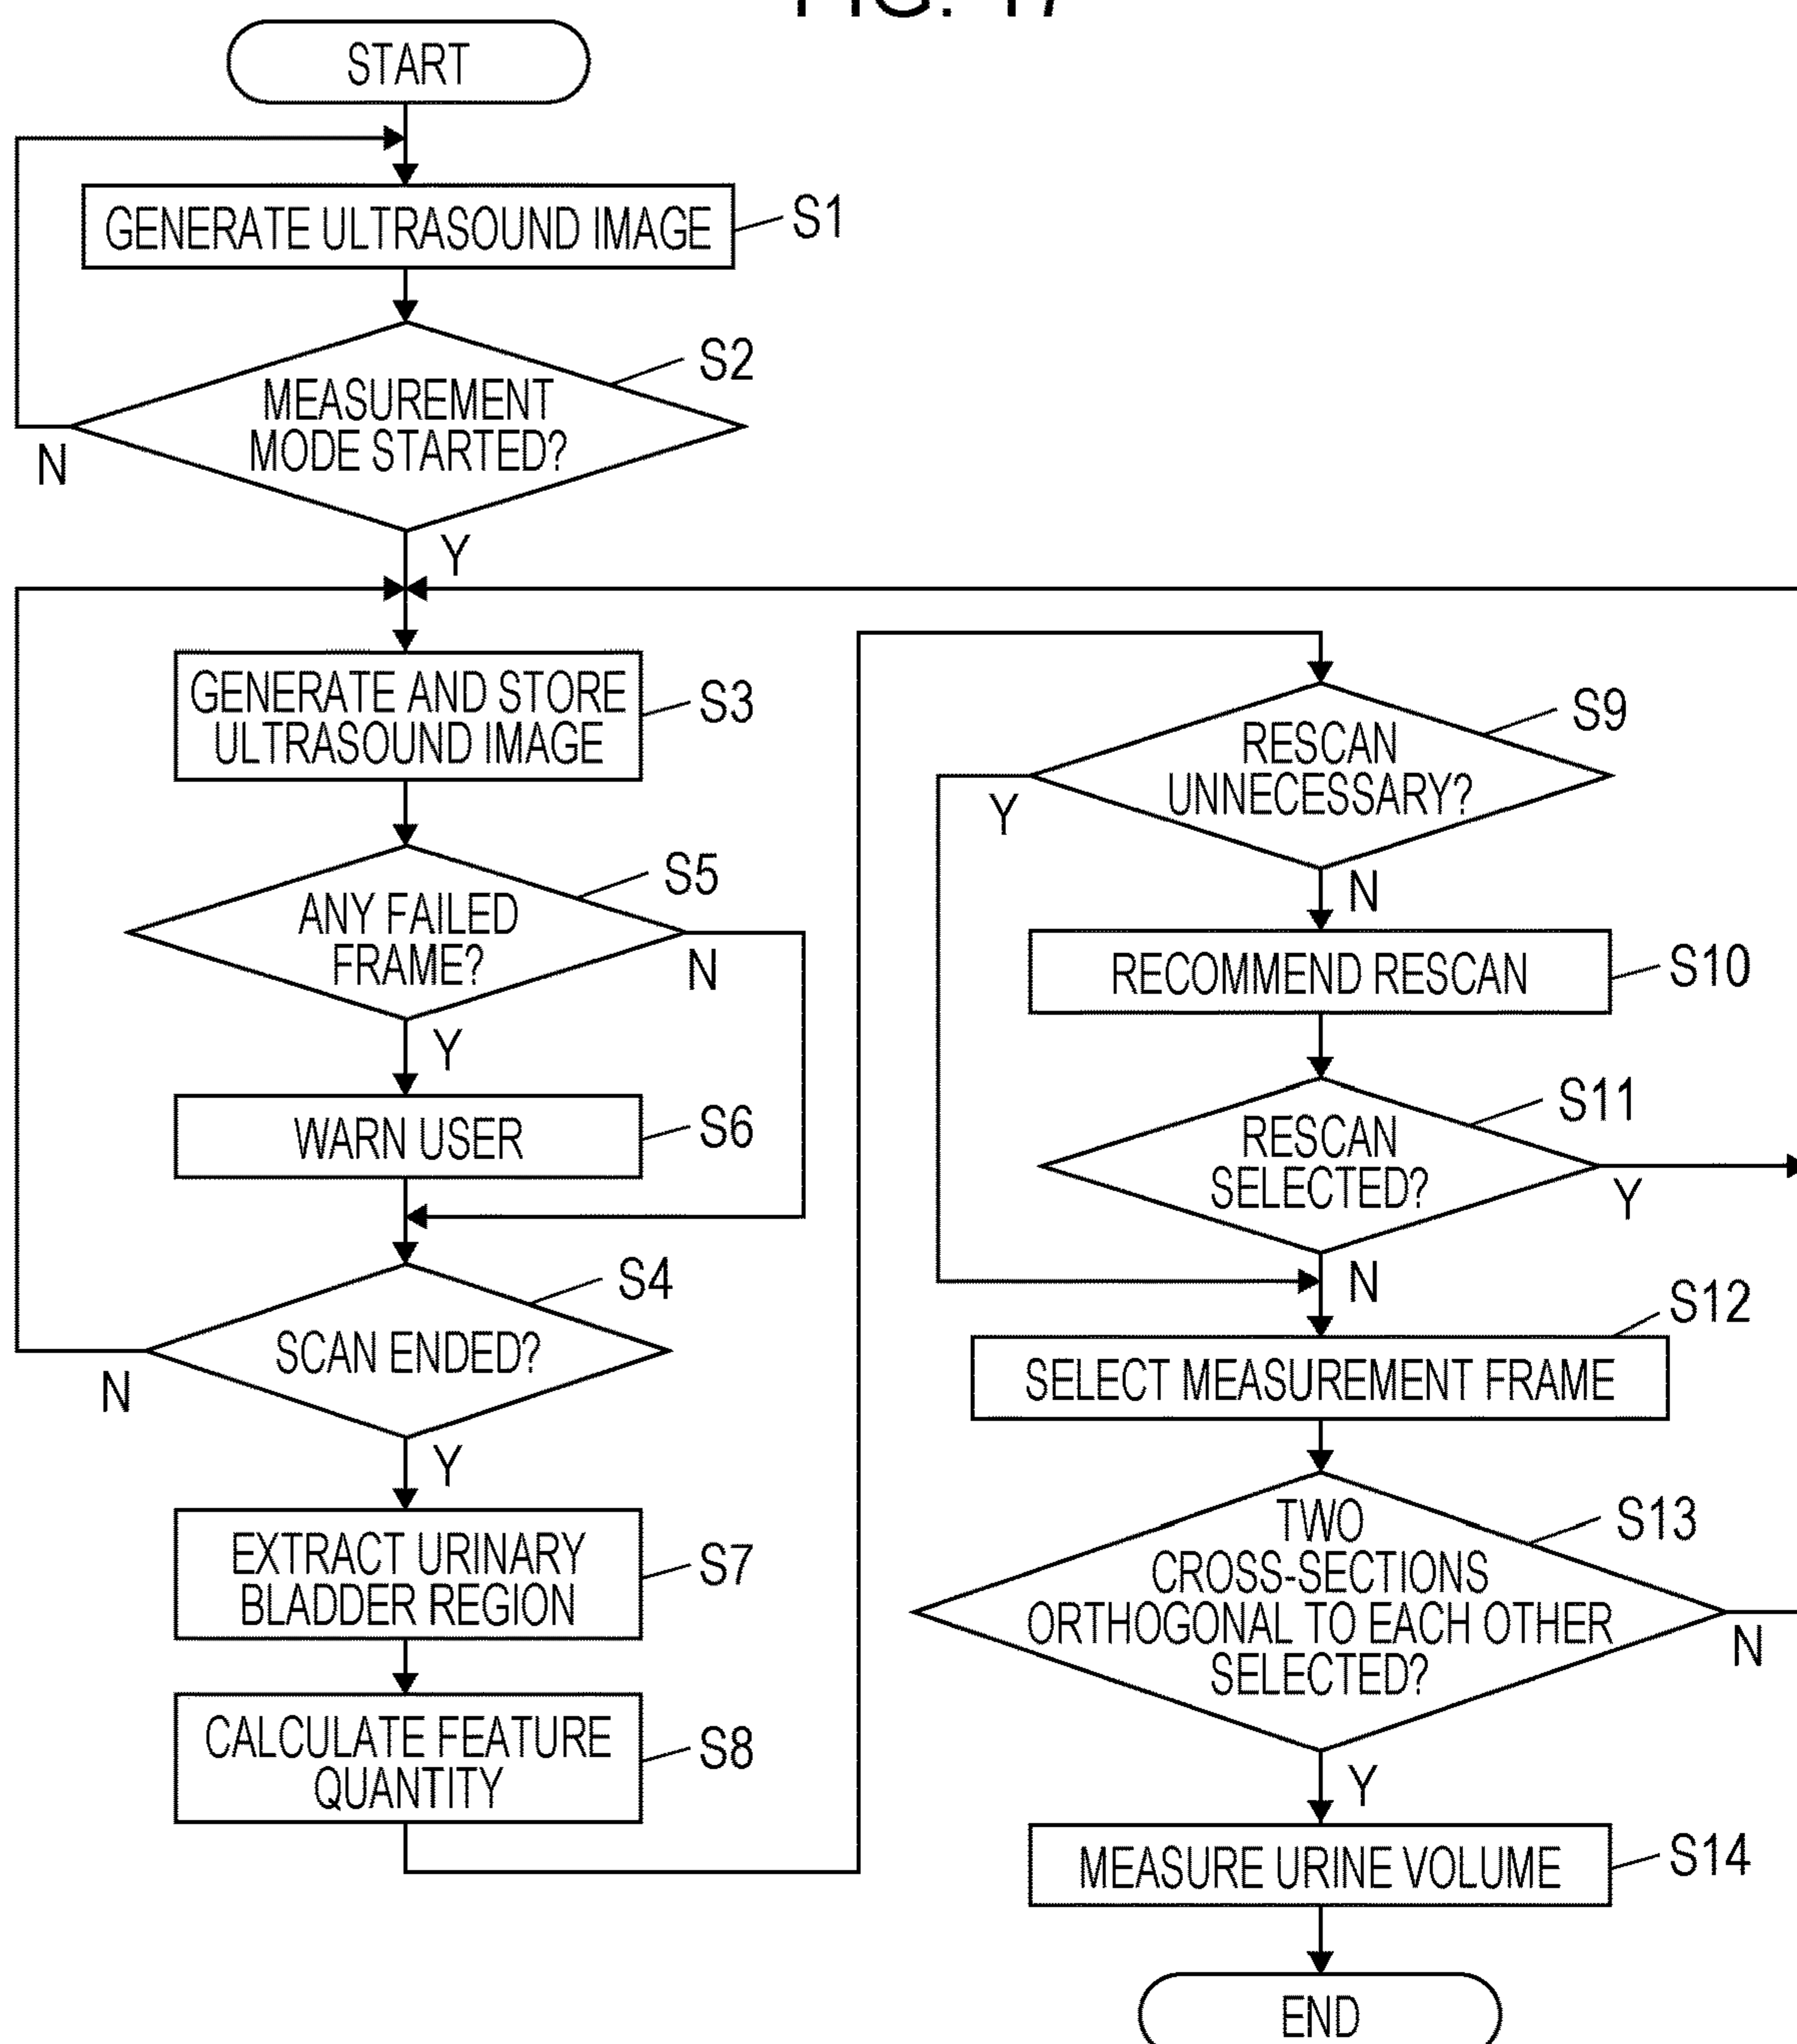 FIG. 17
START
GENERATE ULTRASOUND IMAGE
S1
MEASUREMENT
MODE STARTED?
S2
N
Y
GENERATE AND STORE
ULTRASOUND IMAGE
S3
ANY FAILED
FRAME?
S5
N
Y
WARN USER
S6
SCAN ENDED?
S4
N
Y
EXTRACT URINARY
BLADDER REGION
S7
CALCULATE FEATURE
QUANTITY
S8
RESCAN
UNNECESSARY?
S9
Y
N
RECOMMEND RESCAN
S10
RESCAN
SELECTED?
S11
Y
N
SELECT MEASUREMENT FRAME
S12
TWO
CROSS-SECTIONS
ORTHOGONAL TO EACH OTHER
SELECTED?
S13
N
Y
MEASURE URINE VOLUME
S14
END